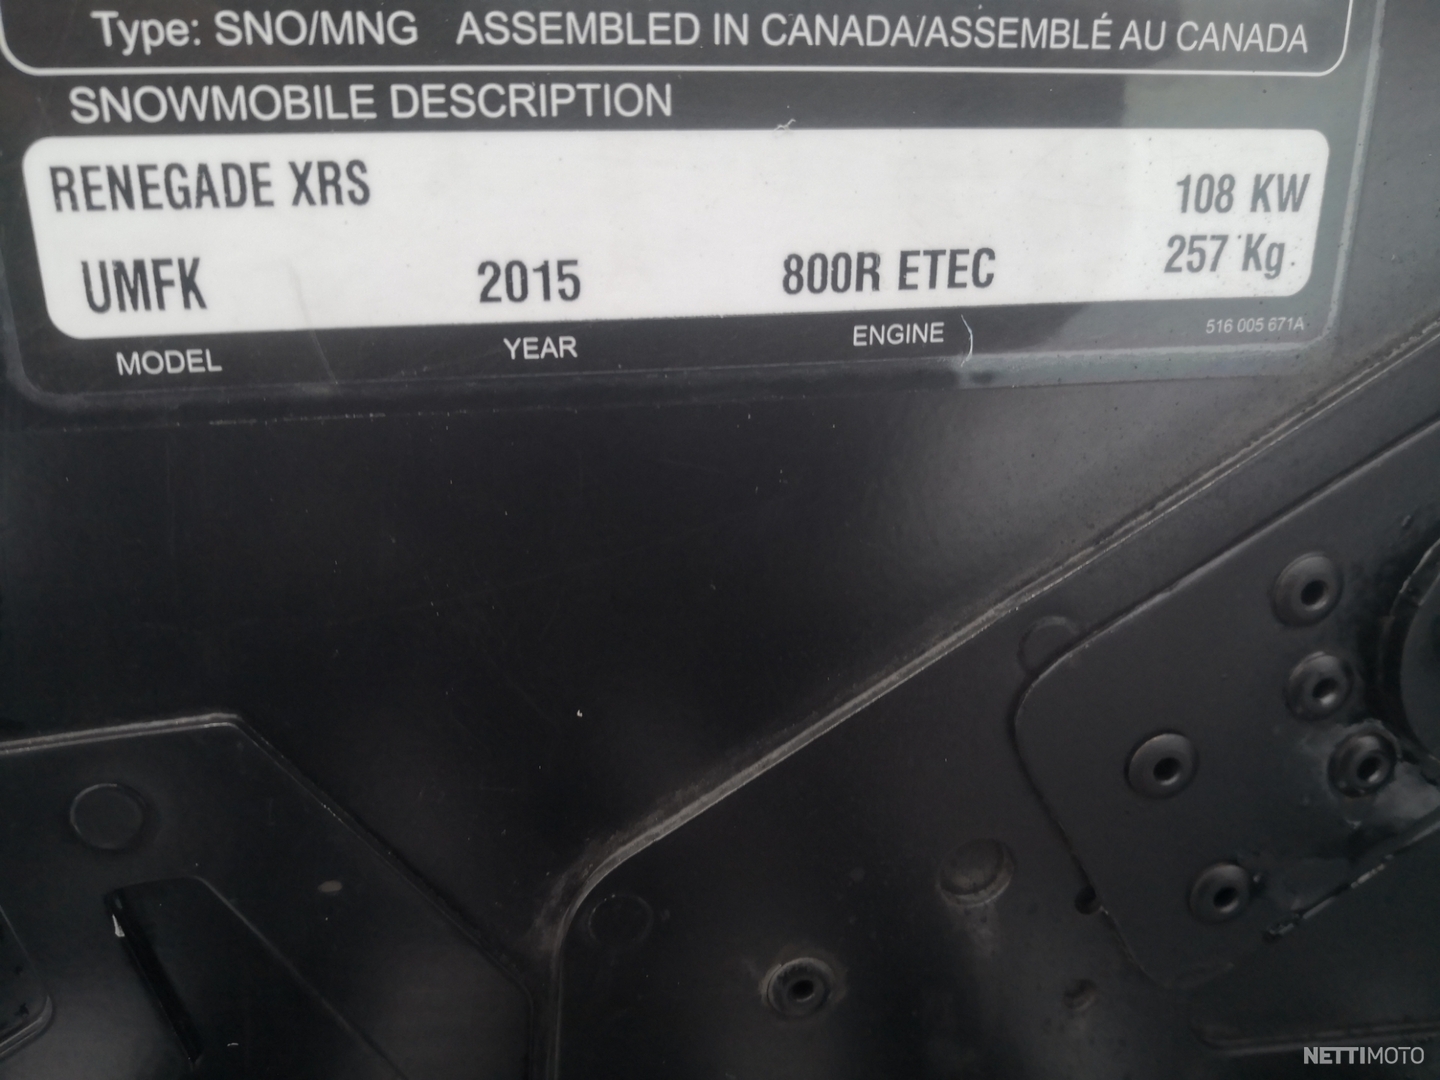 Type: SNO/MNG ASSEMBLED IN CANADA/ASSEMBLÉ AU CANADA
SNOWMOBILE DESCRIPTION
RENEGADE XRS 108 KW
UMFK 2015 800R ETEC 257 Kg
MODEL YEAR ENGINE 516 005 671A
NETTIMOTO